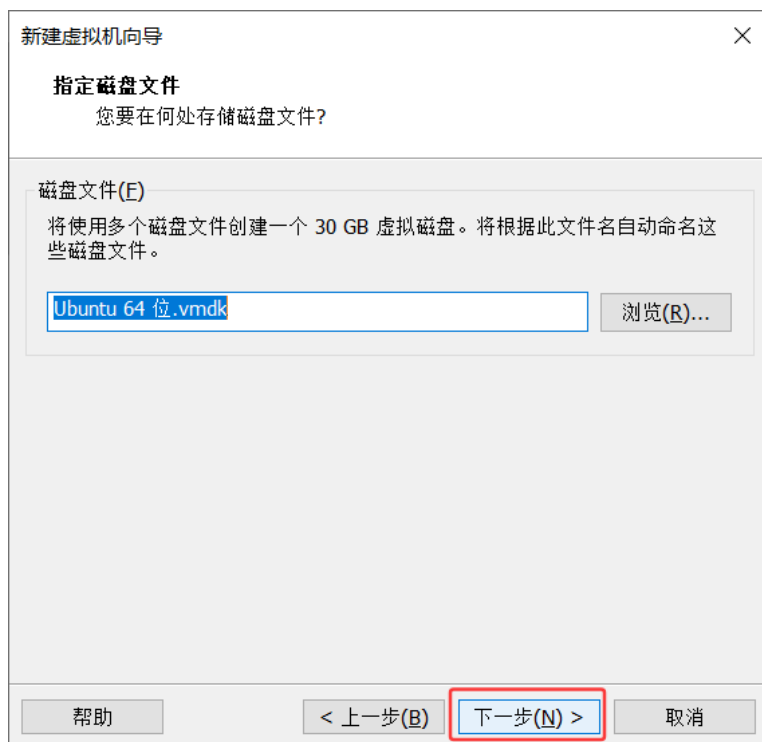 新建虚拟机向导
指定磁盘文件
您要在何处存储磁盘文件?
磁盘文件(F)
将使用多个磁盘文件创建一个 30 GB 虚拟磁盘。将根据此文件名自动命名这
些磁盘文件。
Ubuntu 64 位.vmdk
浏览(R)...
帮助
< 上一步(B)
下一步(N) >
取消